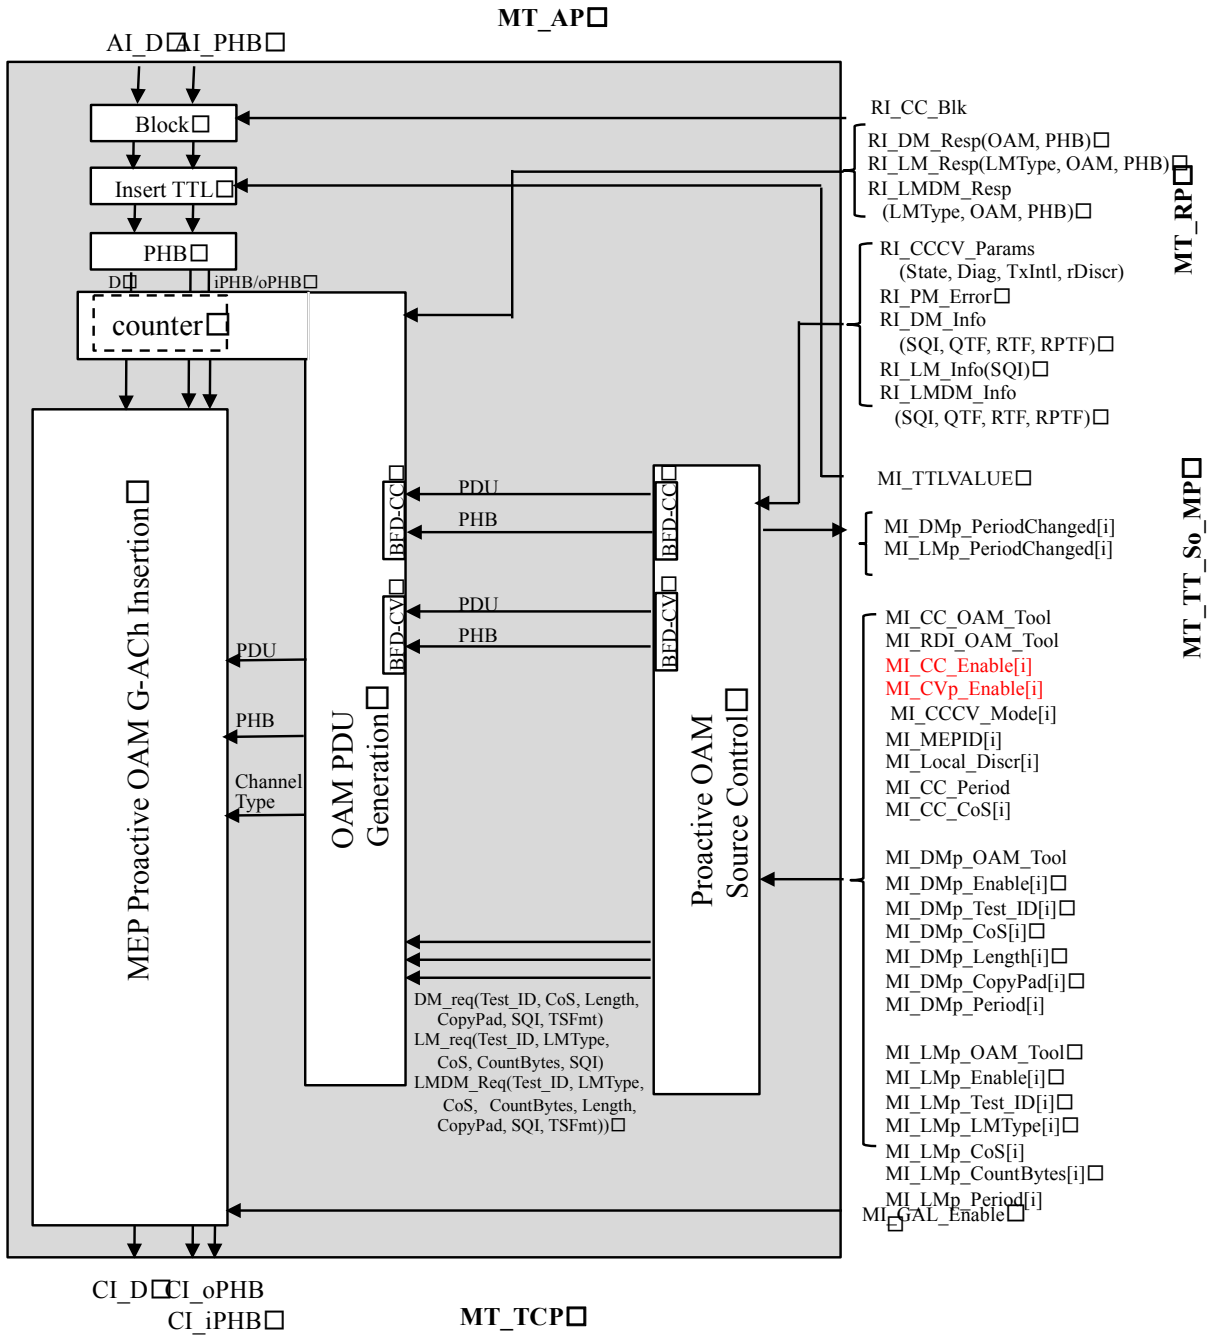 MT_AP
AI_D AI_PHB
Block
Insert TTL
PHB
D iPHB/oPHB
counter
RI_CC_Blk
RI_DM_Resp(OAM, PHB)
RI_LM_Resp(LMType, OAM, PHB)
RI_LMDM_Resp
(LMType, OAM, PHB)
MT_RP
RI_CCCV_Params
(State, Diag, TxIntl, rDiscr)
RI_PM_Error
RI_DM_Info
(SQI, QTF, RTF, RPTF)
RI_LM_Info(SQI)
RI_LMDM_Info
(SQI, QTF, RTF, RPTF)
MI_TTLVALUE
MI_DMp_PeriodChanged[i]
MI_LMp_PeriodChanged[i]
MT_TT_So_MP
MI_CC_OAM_Tool
MI_RDI_OAM_Tool
MI_CC_Enable[i]
MI_CVp_Enable[i]
MI_CCCV_Mode[i]
MI_MEPID[i]
MI_Local_Discr[i]
MI_CC_Period
MI_CC_CoS[i]
MI_DMp_OAM_Tool
MI_DMp_Enable[i]
MI_DMp_Test_ID[i]
MI_DMp_CoS[i]
MI_DMp_Length[i]
MI_DMp_CopyPad[i]
MI_DMp_Period[i]
MI_LMp_OAM_Tool
MI_LMp_Enable[i]
MI_LMp_Test_ID[i]
MI_LMp_LMType[i]
MI_LMp_CoS[i]
MI_LMp_CountBytes[i]
MI_LMp_Period[i]
MI_GAL_Enable
MEP Proactive OAM G-ACh Insertion
PDU
PHB
Channel
Type
OAM PDU
Generation
BFD-CC
PDU
PHB
BFD-CC
BFD-CV
PDU
PHB
BFD-CV
Proactive OAM
Source Control
DM_req(Test_ID, CoS, Length,
CopyPad, SQI, TSFmt)
LM_req(Test_ID, LMType,
CoS, CountBytes, SQI)
LMDM_Req(Test_ID, LMType,
CoS, CountBytes, Length,
CopyPad, SQI, TSFmt))
CI_D CI_oPHB
CI_iPHB
MT_TCP